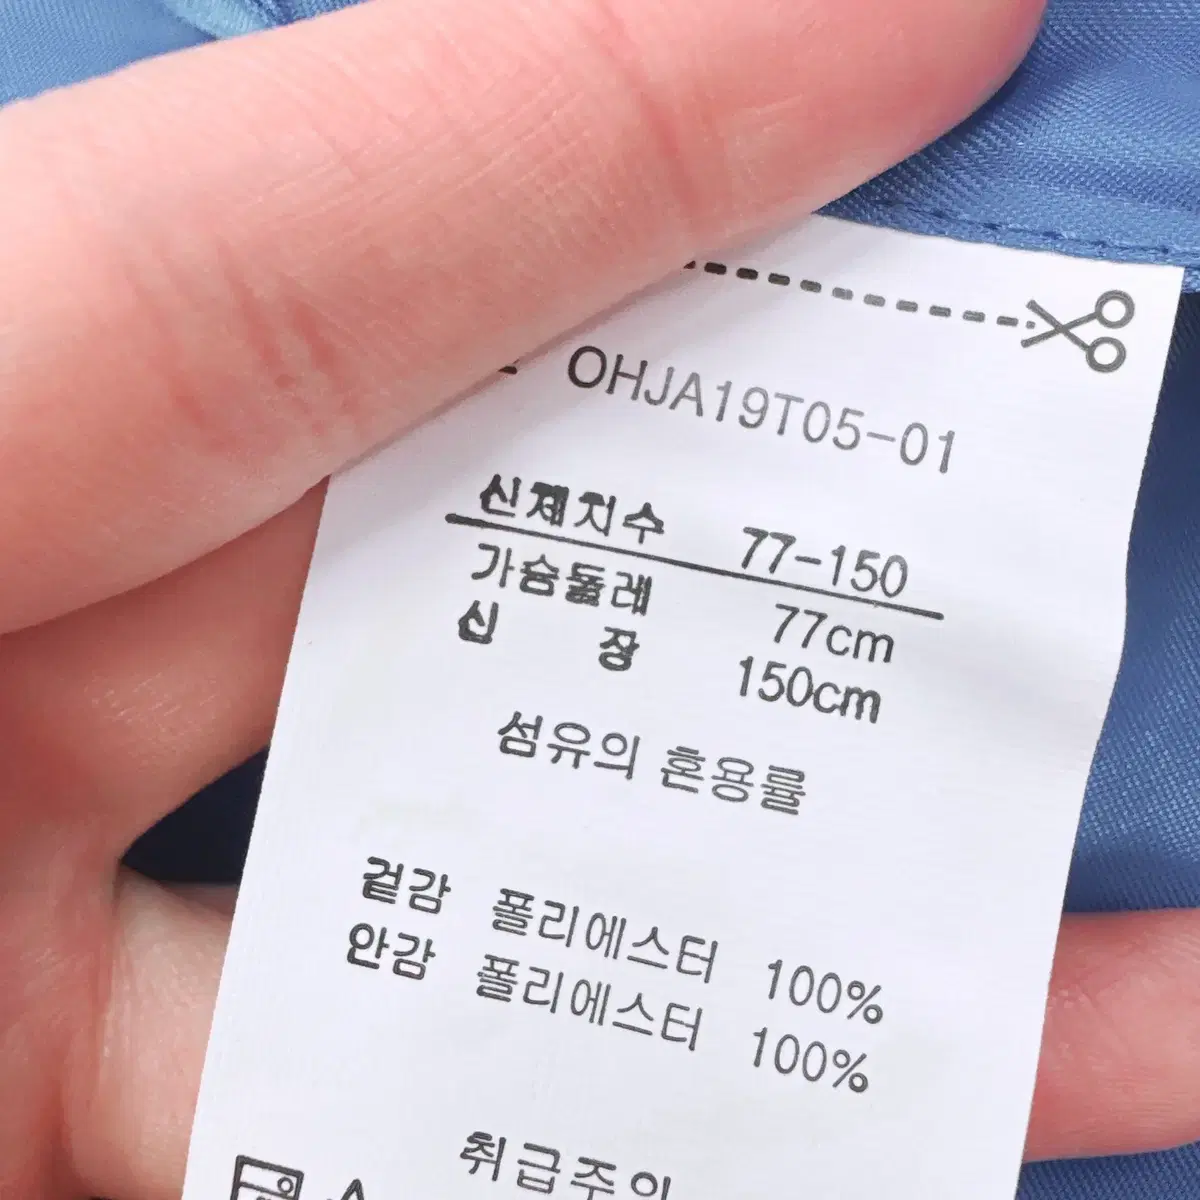 OHJA19T05-01
신체치수 77-150
가슴둘레 77cm
신 장 150cm
섬유의 혼용률
겉감 폴리에스터 100%
안감 폴리에스터 100%
취급주의